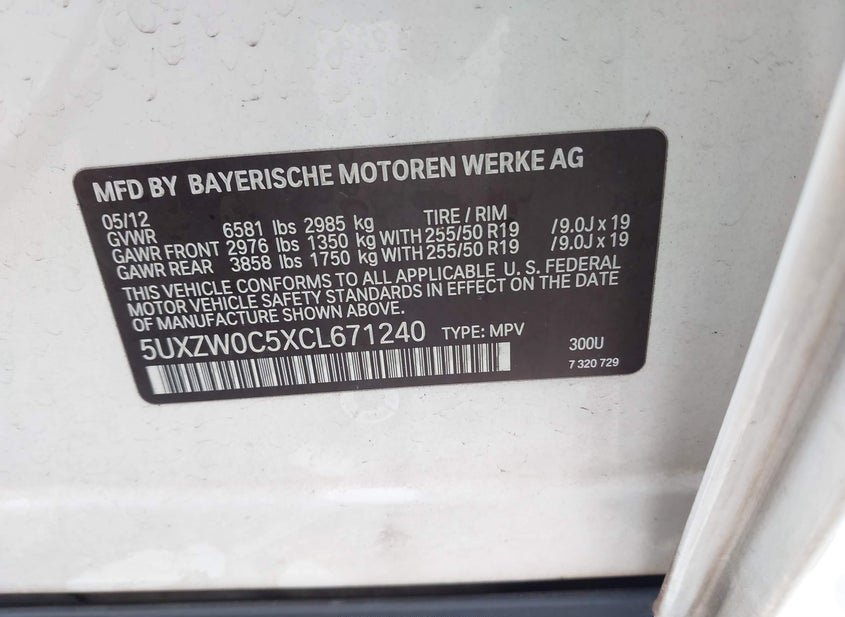 MFD BY BAYERISCHE MOTOREN WERKE AG
05/12 TIRE / RIM
GVWR 6581 lbs 2985 kg
GAWR FRONT 2976 lbs 1350 kg WITH 255/50 R19 /9.0J x 19
GAWR REAR 3858 lbs 1750 kg WITH 255/50 R19 /9.0J x 19
THIS VEHICLE CONFORMS TO ALL APPLICABLE U. S. FEDERAL
MOTOR VEHICLE SAFETY STANDARDS IN EFFECT ON THE DATE
OF MANUFACTURE SHOWN ABOVE.
5UXZW0C5XCL671240 TYPE: MPV 300U
7 320 729